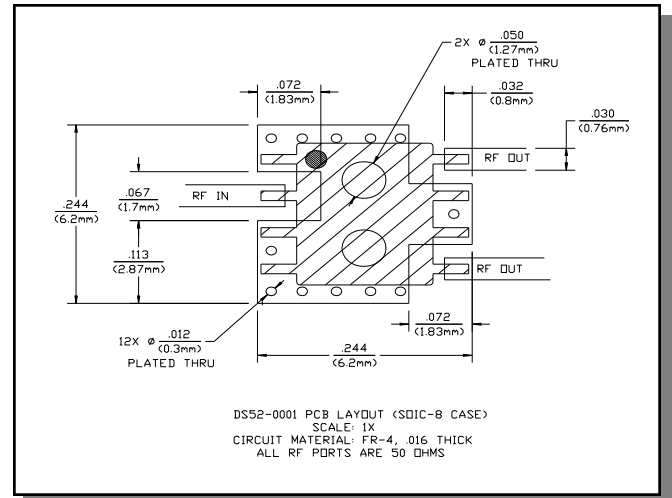 2X ø .050
(1.27mm)
PLATED THRU
.072
(1.83mm)
.032
(0.8mm)
.030
(0.76mm)
RF OUT
.067
(1.7mm)
RF IN
.244
(6.2mm)
.113
(2.87mm)
RF OUT
12X ø .012
(0.3mm)
PLATED THRU
.072
(1.83mm)
.244
(6.2mm)
DS52-0001 PCB LAYOUT (SOIC-8 CASE)
SCALE: 1X
CIRCUIT MATERIAL: FR-4, .016 THICK
ALL RF PORTS ARE 50 OHMS